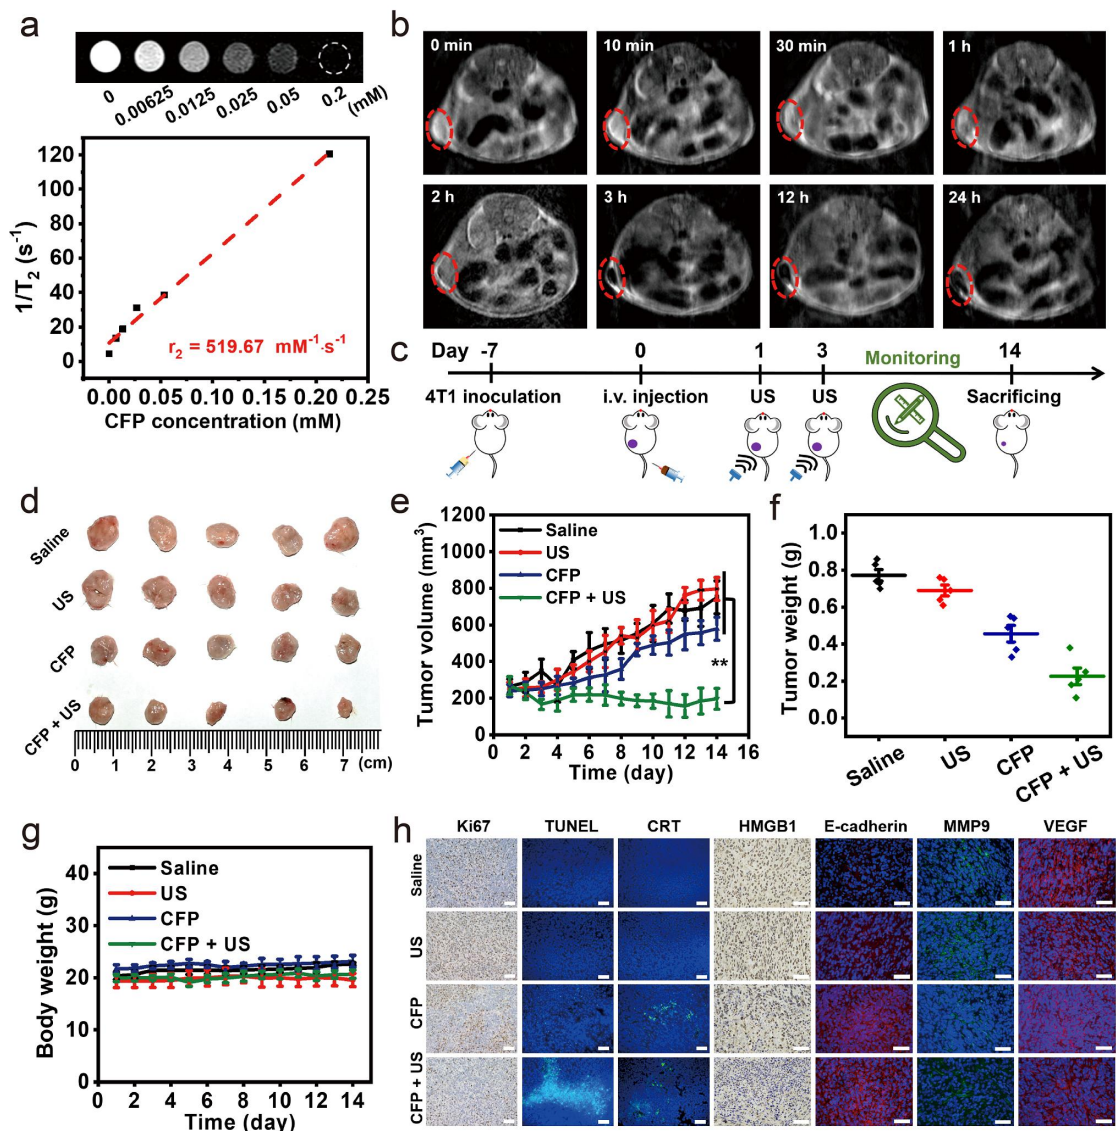 a
0
0.00625
0.0125
0.025
0.05
0.2
(mM)
1/T2 (s-1)
120
100
80
60
40
20
0
r2 = 519.67 mM-1·s-1
0.00 0.05 0.10 0.15 0.20 0.25
CFP concentration (mM)
b
0 min
10 min
30 min
1 h
2 h
3 h
12 h
24 h
c
Day -7 0 1 3 Monitoring 14
4T1 inoculation i.v. injection US US Sacrificing
d
Saline
US
CFP
CFP + US
0 1 2 3 4 5 6 7 (cm)
e
Tumor volume (mm3)
1200
1000
800
600
400
200
0
Saline
US
CFP
CFP + US
**
0 2 4 6 8 10 12 14 16
Time (day)
f
Tumor weight (g)
1.0
0.8
0.6
0.4
0.2
0.0
Saline
US
CFP
CFP + US
g
Body weight (g)
40
30
20
10
0
Saline
US
CFP
CFP + US
0 2 4 6 8 10 12 14
Time (day)
h
Ki67 TUNEL CRT HMGB1 E-cadherin MMP9 VEGF
Saline
US
CFP
CFP + US